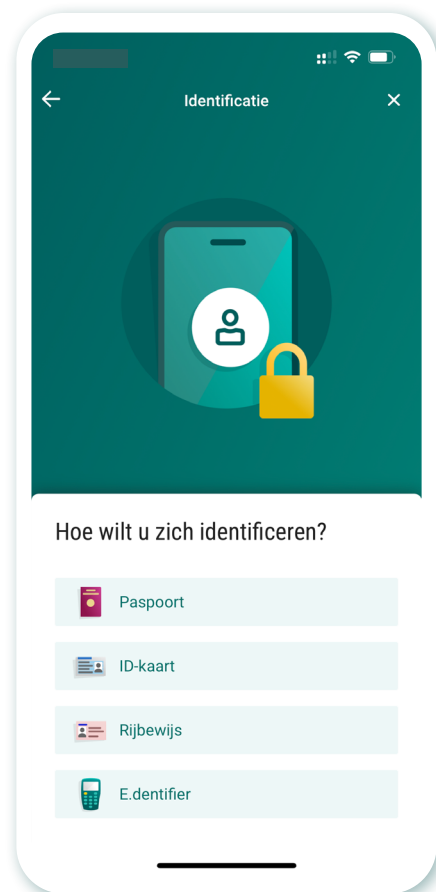 Identificatie
Hoe wilt u zich identificeren?
Paspoort
ID-kaart
Rijbewijs
E.dentifier